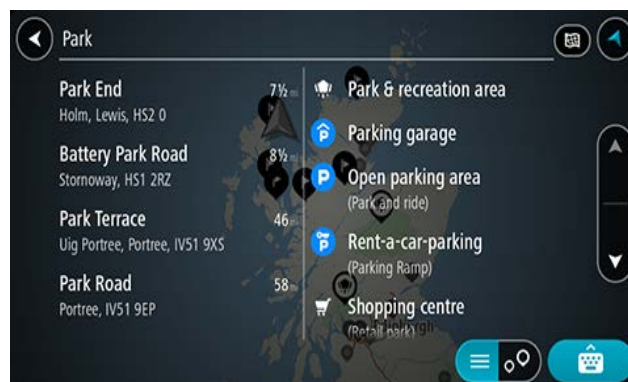 Park
Park End
7½ mi
Holm, Lewis, HS2 0
Battery Park Road
8½ mi
Stornoway, HS1 2RZ
Park Terrace
46
Uig Portree, Portree, IV51 9XS
Park Road
58
Portree, IV51 9EP
Park & recreation area
Parking garage
P
Open parking area
P
(Park and ride)
Rent-a-car-parking
P
(Parking Ramp)
Shopping centre
(Retail park)